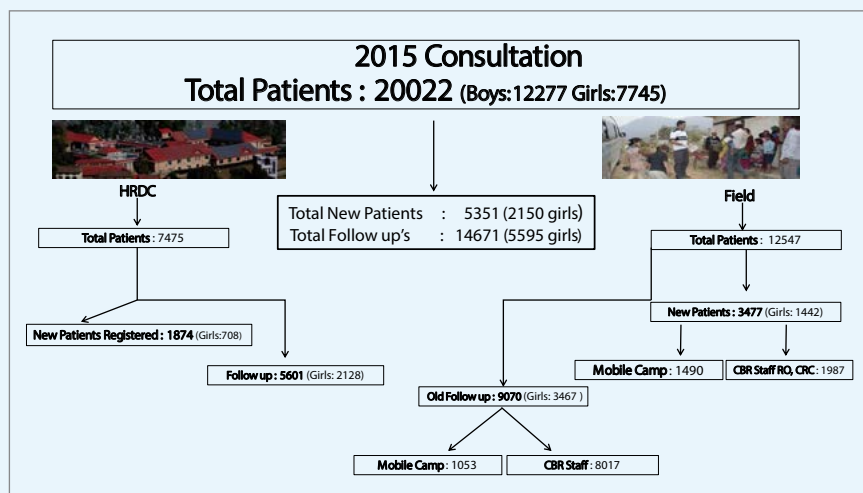 2015 Consultation
Total Patients : 20022 (Boys:12277 Girls:7745)
HRDC
Total Patients : 7475
Total New Patients : 5351 (2150 girls)
Total Follow up's : 14671 (5595 girls)
Field
Total Patients : 12547
New Patients Registered : 1874 (Girls:708)
Follow up : 5601 (Girls: 2128)
New Patients : 3477 (Girls: 1442)
Mobile Camp : 1490
CBR Staff RO, CRC : 1987
Old Follow up : 9070 (Girls: 3467 )
Mobile Camp : 1053
CBR Staff : 8017